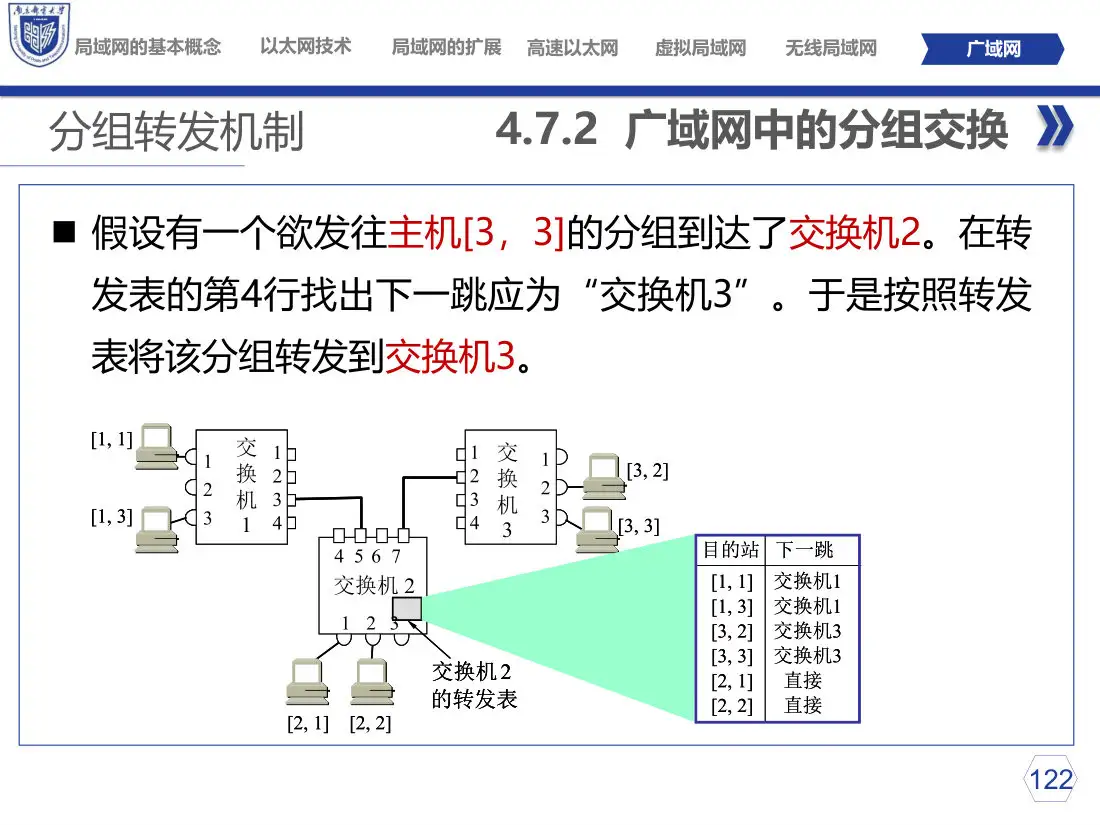 局域网的基本概念 以太网技术 局域网的扩展 高速以太网 虚拟局域网 无线局域网 广域网
分组转发机制
4.7.2 广域网中的分组交换
■ 假设有一个欲发往主机[3，3]的分组到达了交换机2。在转
发表的第4行找出下一跳应为“交换机3”。于是按照转发
表将该分组转发到交换机3。
[1, 1]
[1, 3]
交换机1
1
2
3
1
2
3
4
交换机3
1
2
3
4
1
2
3
[3, 2]
[3, 3]
4 5 6 7
交换机2
1 2 3
[2, 1] [2, 2]
交换机2
的转发表
目的站 下一跳
[1, 1] 交换机1
[1, 3] 交换机1
[3, 2] 交换机3
[3, 3] 交换机3
[2, 1] 直接
[2, 2] 直接
122